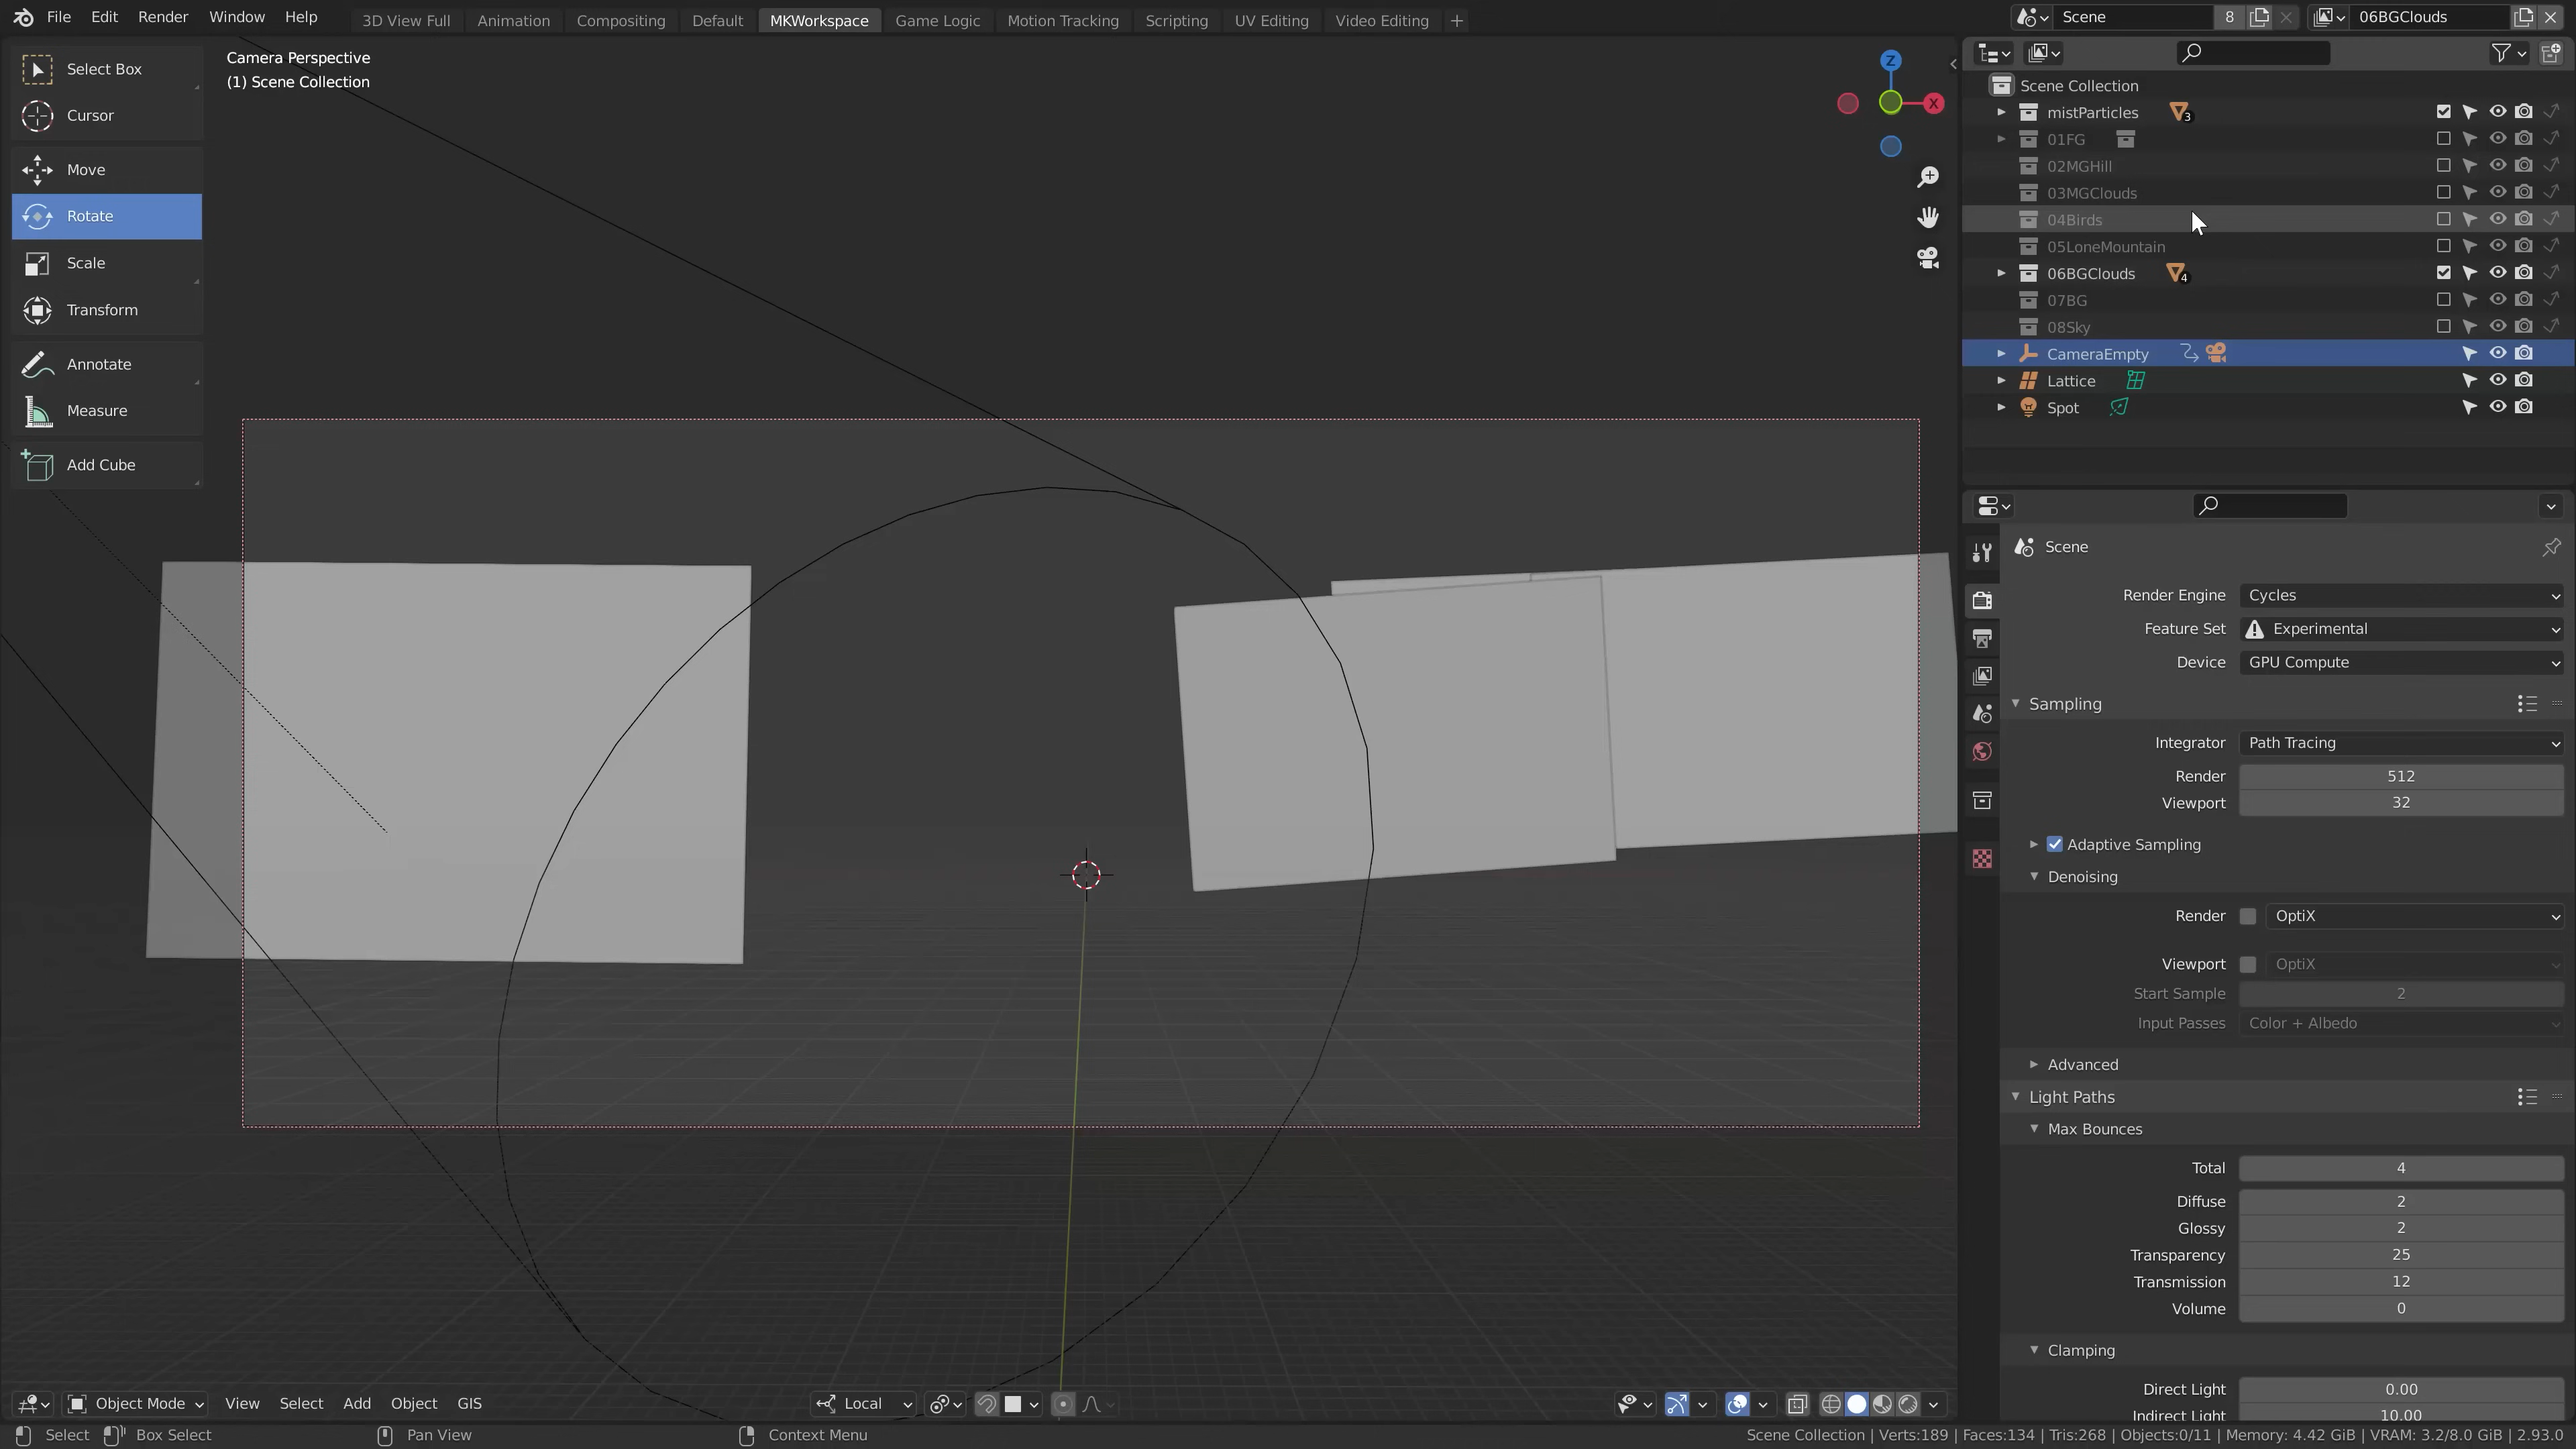 File Edit Render Window Help 3D View Full Animation Compositing Default MKWorkspace Game Logic Motion Tracking Scripting UV Editing Video Editing + Scene 8 06BGClouds
Select Box
Cursor
Move
Rotate
Scale
Transform
Annotate
Measure
Add Cube
Camera Perspective
(1) Scene Collection
Z
X
Scene Collection
mistParticles 3
01FG
02MGHill
03MGClouds
04Birds
05LoneMountain
06BGClouds 4
07BG
08Sky
CameraEmpty
Lattice
Spot
Scene
Render Engine Cycles
Feature Set Experimental
Device GPU Compute
Sampling
Integrator Path Tracing
Render 512
Viewport 32
Adaptive Sampling
Denoising
Render OptiX
Viewport OptiX
Start Sample 2
Input Passes Color + Albedo
Advanced
Light Paths
Max Bounces
Total 4
Diffuse 2
Glossy 2
Transparency 25
Transmission 12
Volume 0
Clamping
Direct Light 0.00
Indirect Light 10.00
Object Mode View Select Add Object GIS Local
Select Box Select Pan View Context Menu
Scene Collection | Verts:189 | Faces:134 | Tris:268 | Objects:0/11 | Memory: 4.42 GiB | VRAM: 3.2/8.0 GiB | 2.93.0